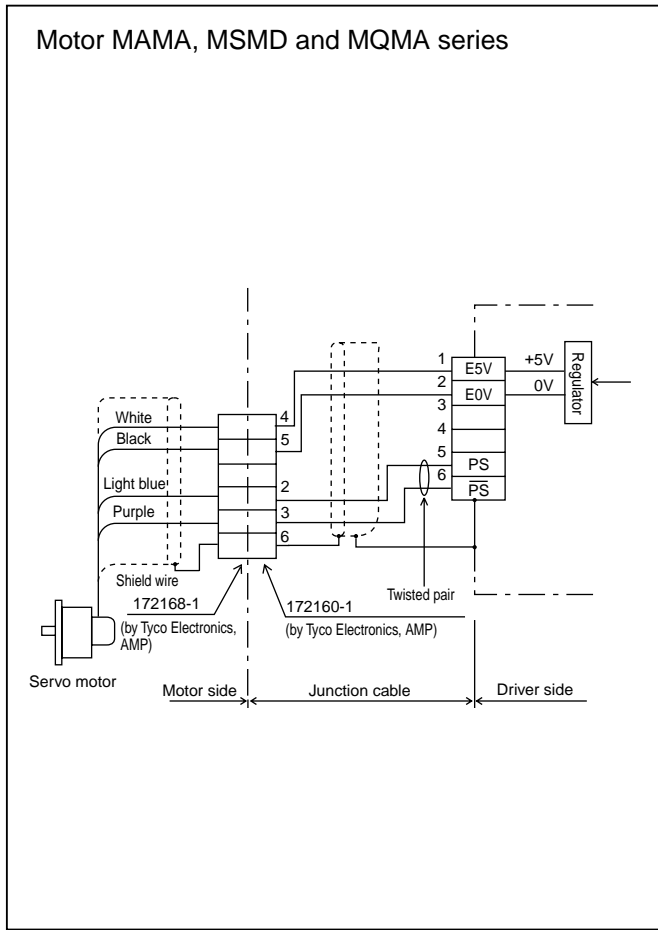 Motor MAMA, MSMD and MQMA series
White
Black
Light blue
Purple
Shield wire
172168-1
(by Tyco Electronics,
AMP)
Servo motor
4
5
2
3
6
172160-1
(by Tyco Electronics, AMP)
Twisted pair
1
2
3
4
5
6
E5V
E0V
PS
P̅S̅
+5V
0V
Regulator
Motor side
Junction cable
Driver side